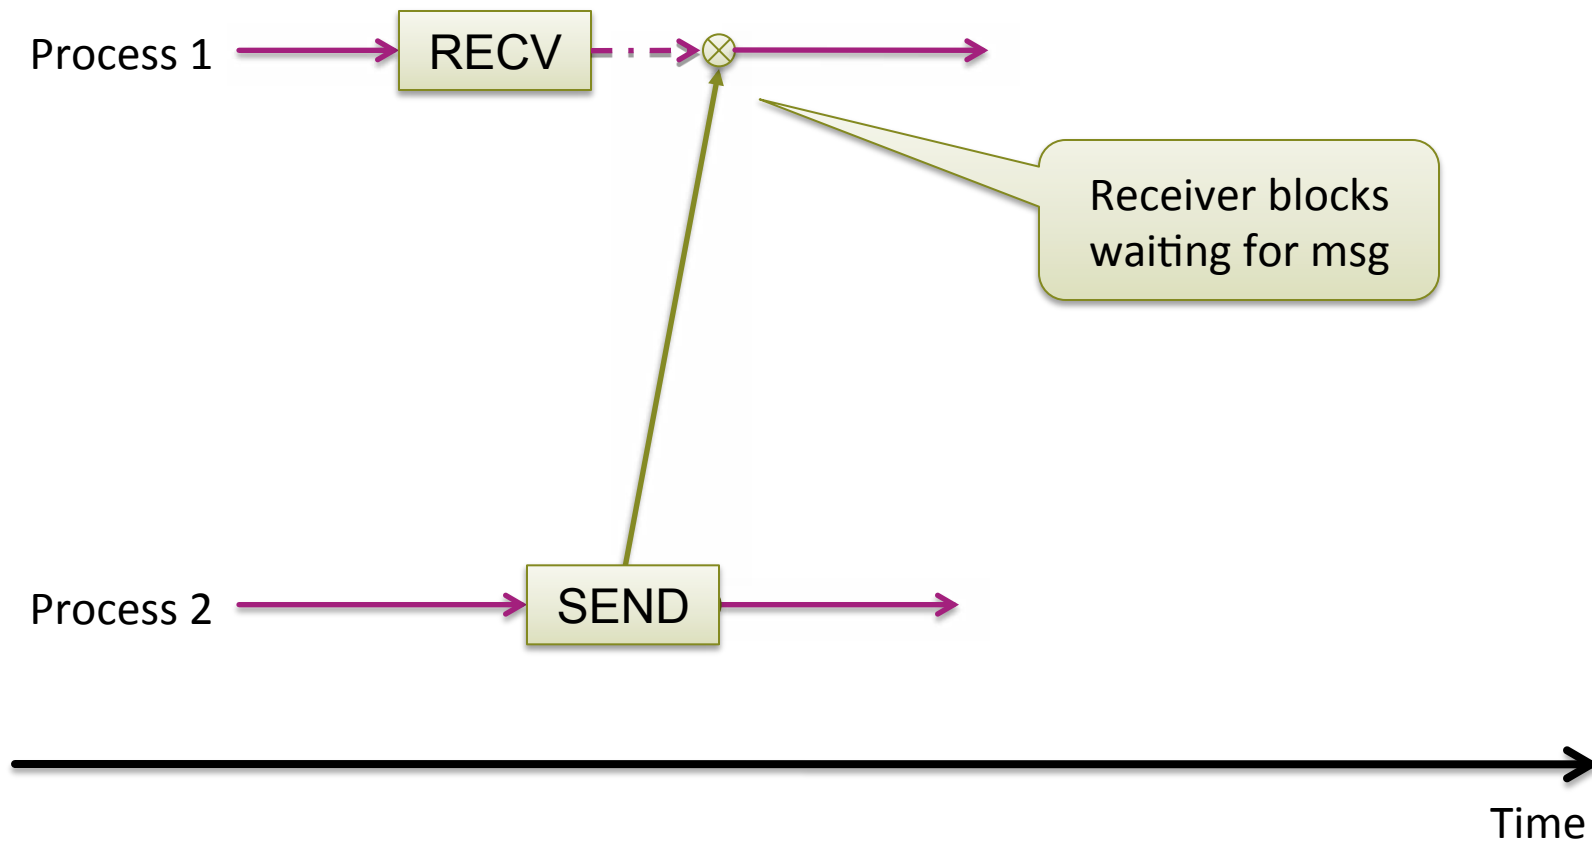 Process 1
RECV
Receiver blocks
waiting for msg
Process 2
SEND
Time